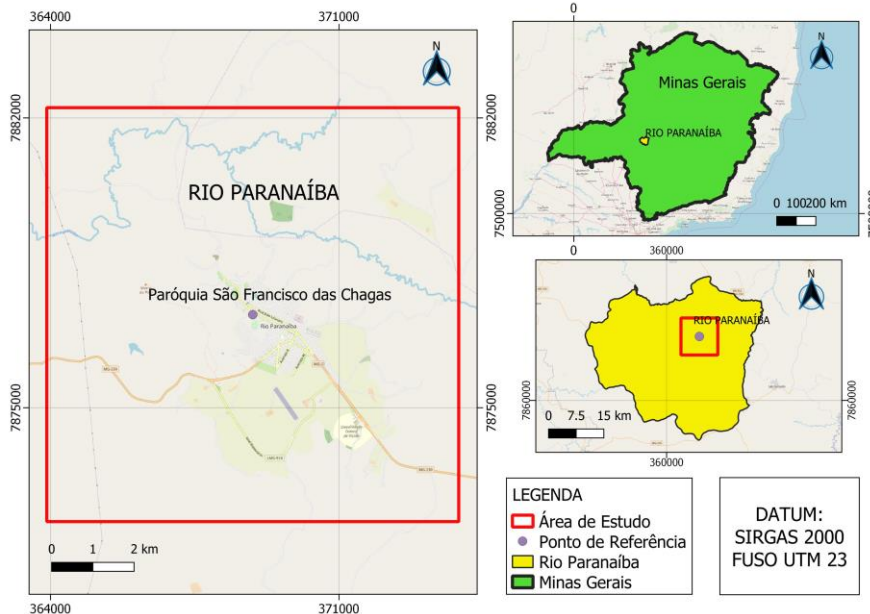 364000
371000
N
7882000
7882000
RIO PARANAÍBA
Paróquia São Francisco das Chagas
Rio Paranaíba
7875000
7875000
0 1 2 km
364000
371000
0
N
Minas Gerais
RIO PARANAÍBA
0 100200 km
7500000
0
360000
N
RIO PARANAÍBA
7860000
7860000
0 7.5 15 km
360000
LEGENDA
Área de Estudo
Ponto de Referência
Rio Paranaíba
Minas Gerais
DATUM:
SIRGAS 2000
FUSO UTM 23